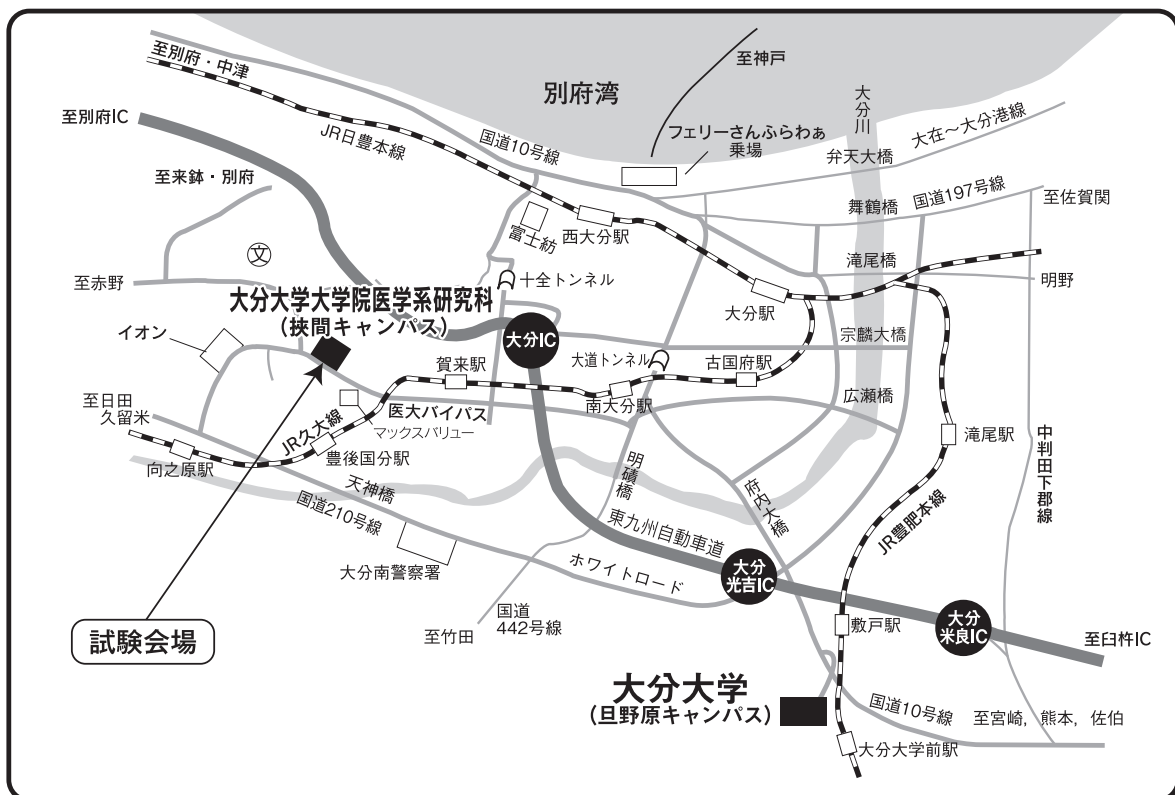 至別府・中津
至神戸
別府湾
大分川
至別府IC
JR日豊本線
国道10号線
フェリーさんふらわぁ
乗場
大在～大分港線
弁天大橋
至来鉢・別府
舞鶴橋
国道197号線
至佐賀関
文
富士紡
西大分駅
滝尾橋
至赤野
十全トンネル
明野
大分大学大学院医学系研究科
(挾間キャンパス)
大分駅
イオン
大分IC
宗麟大橋
賀来駅
大道トンネル
古国府駅
至日田
久留米
医大バイパス
南大分駅
広瀬橋
JR久大線
マックスバリュー
滝尾駅
向之原駅
豊後国分駅
中判田下郡線
天神橋
明磧橋
府内大橋
国道210号線
東九州自動車道
JR豊肥本線
大分南警察署
ホワイトロード
大分
光吉IC
国道
442号線
至竹田
試験会場
敷戸駅
大分
米良IC
至臼杵IC
大分大学
(旦野原キャンパス)
国道10号線
至宮崎，熊本，佐伯
大分大学前駅